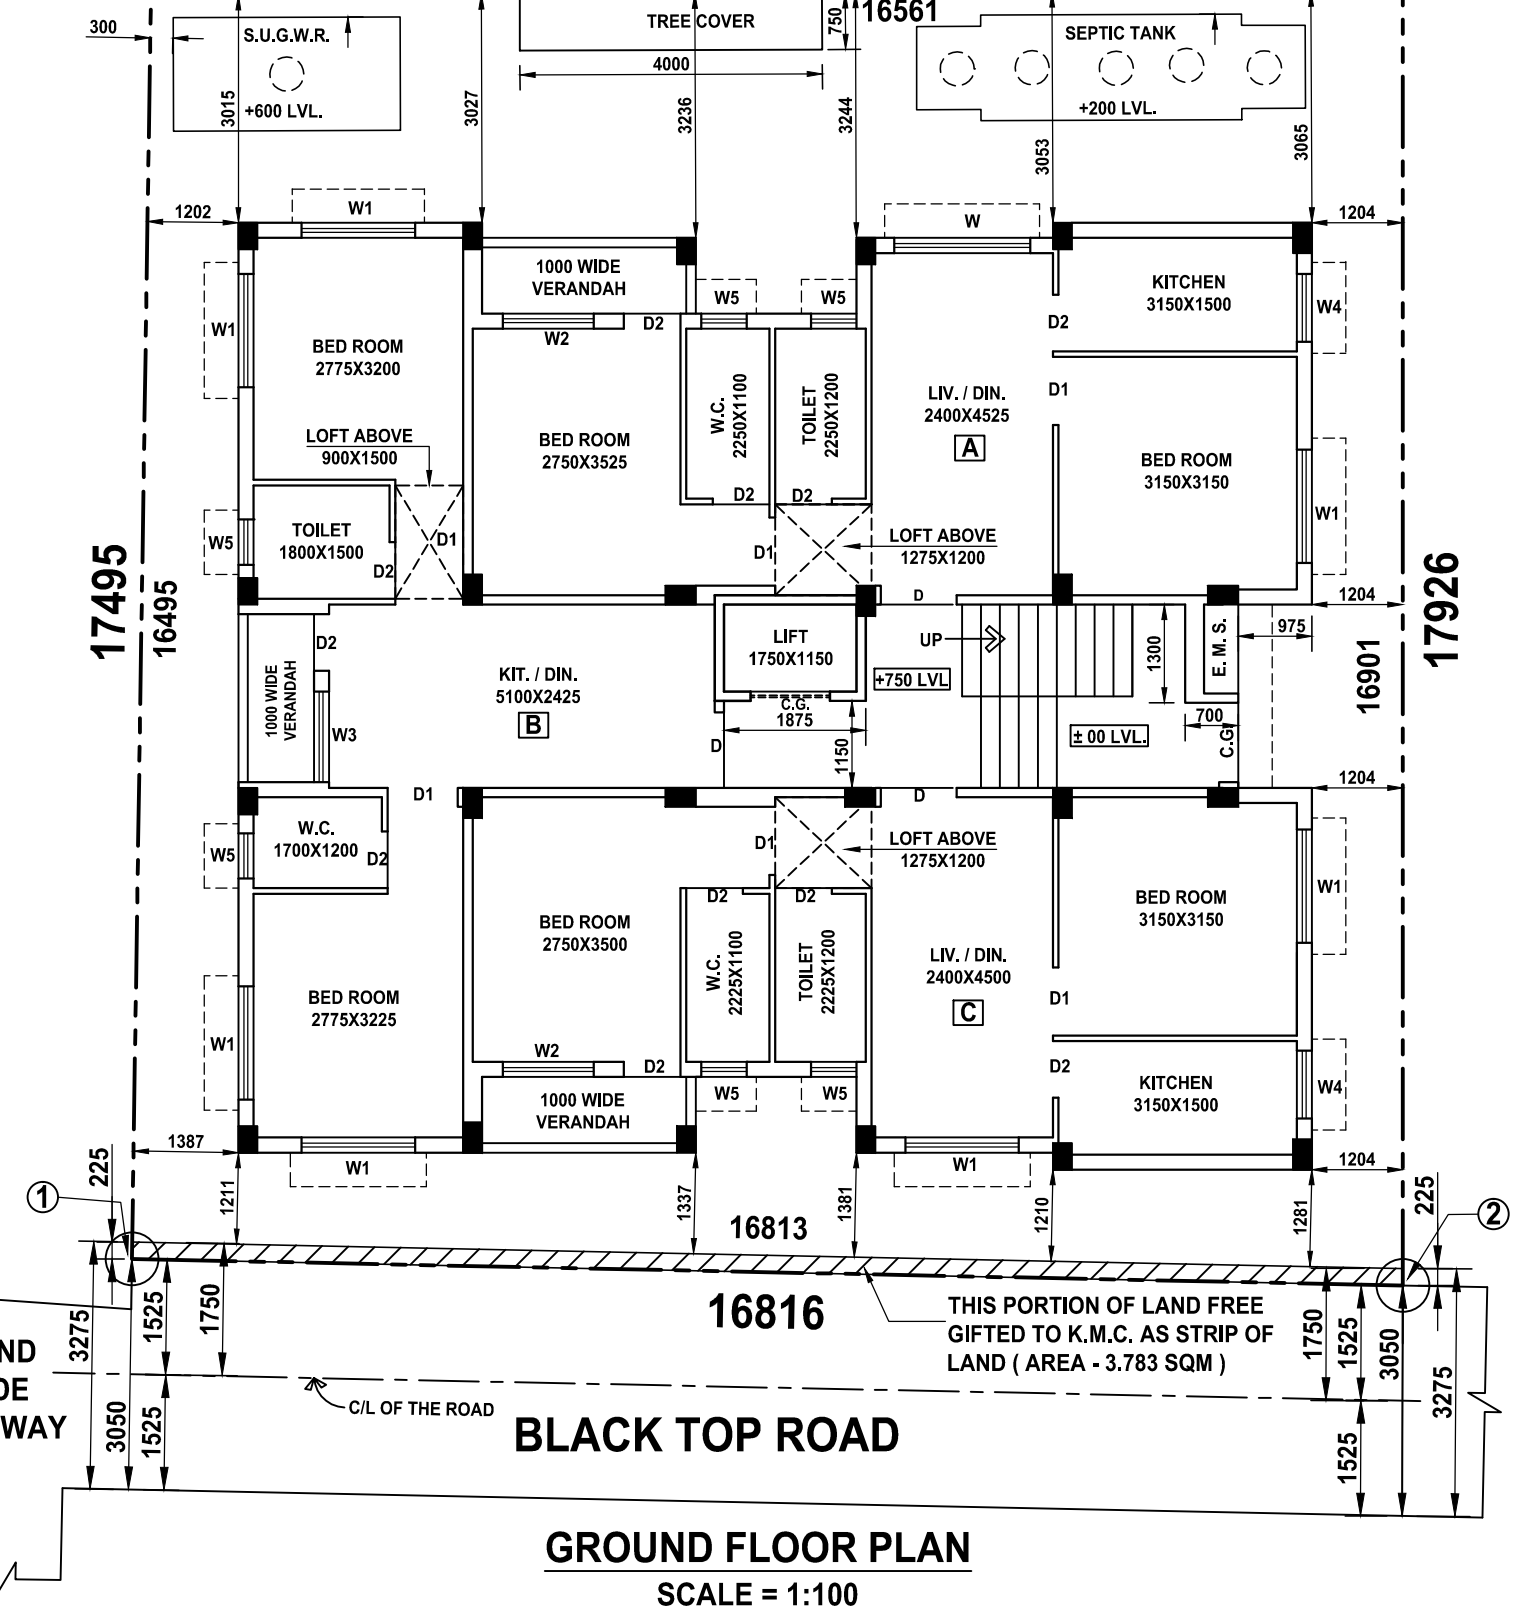 300
S.U.G.W.R.
+600 LVL.
3015
3027
TREE COVER
4000
750
16561
3236
3244
SEPTIC TANK
+200 LVL.
3053
3065
1202
W1
W
1204
1000 WIDE
VERANDAH
W5
W5
KITCHEN
3150X1500
W1
W4
W2
D2
D2
BED ROOM
2775X3200
W.C.
2250X1100
TOILET
2250X1200
LIV. / DIN.
2400X4525
A
D1
LOFT ABOVE
900X1500
BED ROOM
2750X3525
BED ROOM
3150X3150
D2
D2
W1
TOILET
1800X1500
W5
D1
D2
D1
LOFT ABOVE
1275X1200
17495
16495
17926
16901
D
1204
975
D2
1000 WIDE
VERANDAH
W3
KIT. / DIN.
5100X2425
B
LIFT
1750X1150
C.G.
1875
1150
D
UP
+750 LVL
1300
E. M. S.
700
± 00 LVL.
C.G.
D1
D
1204
W.C.
1700X1200
W5
D2
D1
LOFT ABOVE
1275X1200
D2
D2
BED ROOM
2750X3500
W.C.
2225X1100
TOILET
2225X1200
LIV. / DIN.
2400X4500
C
BED ROOM
3150X3150
W1
BED ROOM
2775X3225
W1
D1
W2
D2
D2
KITCHEN
3150X1500
W4
1000 WIDE
VERANDAH
W5
W5
1387
W1
W1
1204
225
1
1211
1337
16813
1381
1210
1281
225
2
3275
1525
1750
16816
THIS PORTION OF LAND FREE
GIFTED TO K.M.C. AS STRIP OF
LAND ( AREA - 3.783 SQM )
1750
1525
3050
3275
ND
DE
WAY
3050
1525
C/L OF THE ROAD
BLACK TOP ROAD
1525
GROUND FLOOR PLAN
SCALE = 1:100